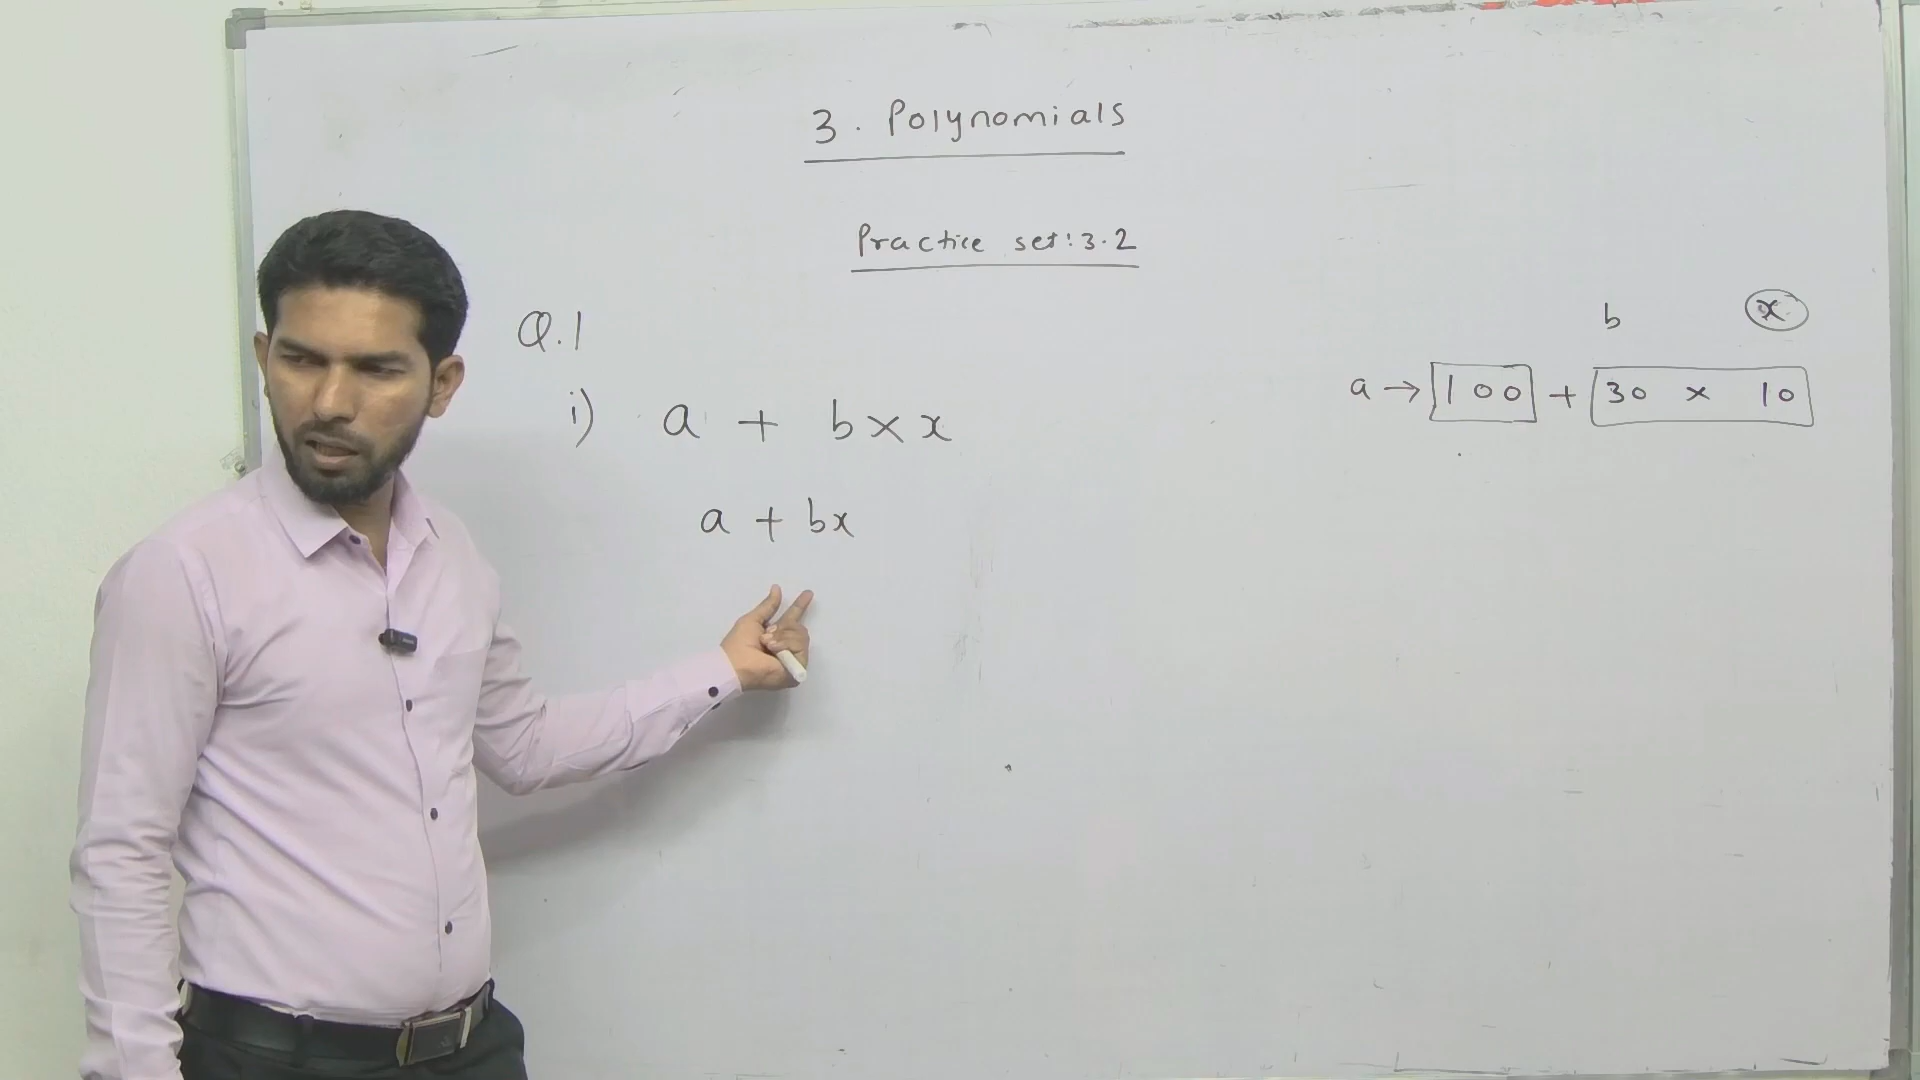 3. Polynomials
Practice set: 3.2
Q.1
i) a + b × x
a + bx
b x
a → 100 + 30 × 10